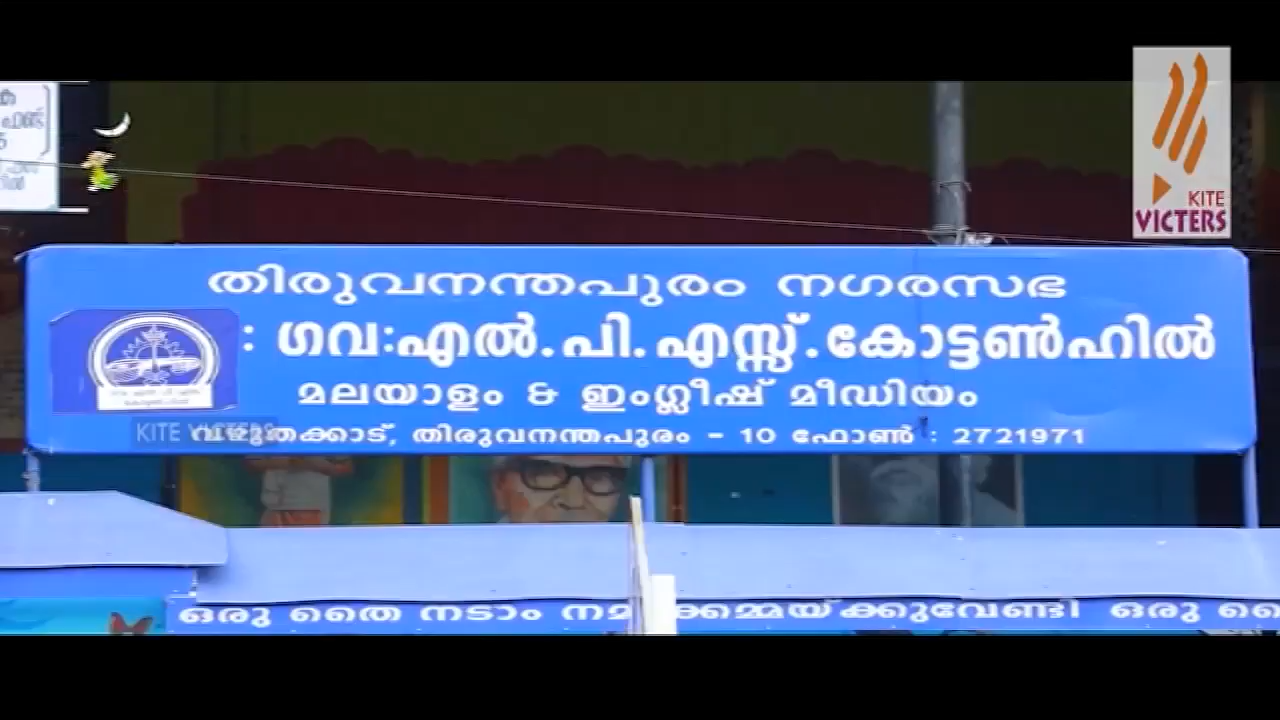 KITE
VICTERS
തിരുവനന്തപുരം നഗരസഭ
: ഗവ:എൽ.പി.എസ്സ്.കോട്ടൺഹിൽ
മലയാളം & ഇംഗ്ലീഷ് മീഡിയം
KITE VICTERS
വഴുതക്കാട്, തിരുവനന്തപുരം - 10 ഫോൺ : 2721971
ഒരു തൈ നടാം ക്കമ്മയ്ക്കുവേണ്ടി ഒരു